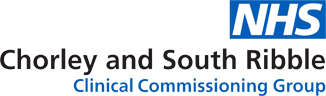 NHS
Chorley and South Ribble
Clinical Commissioning Group